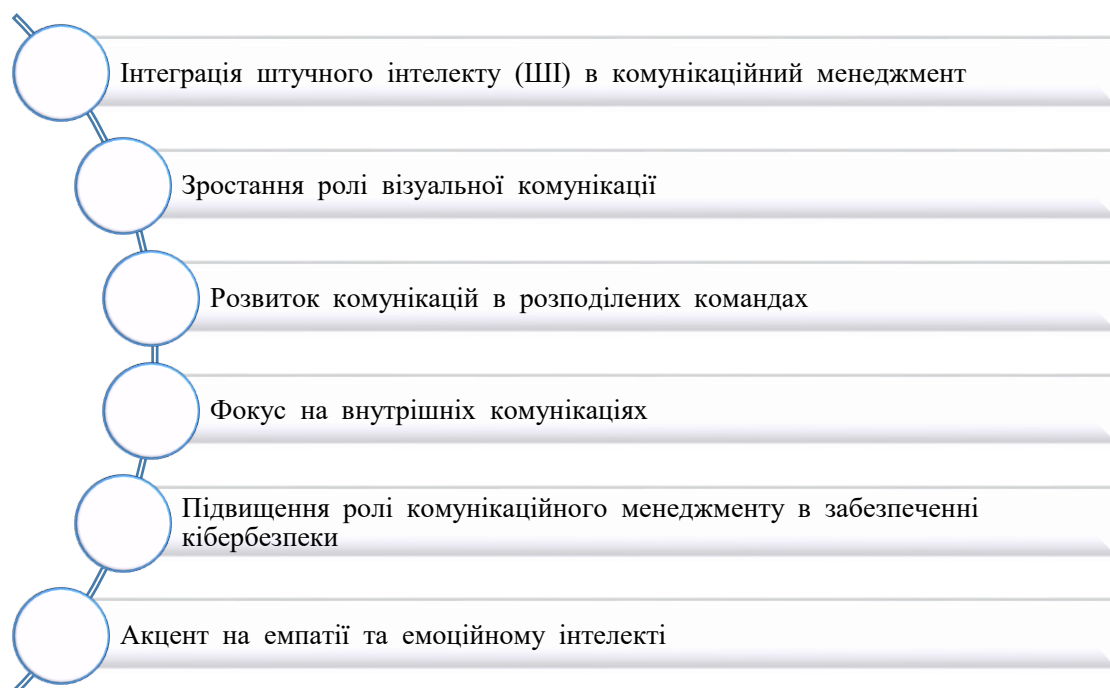 Інтеграція штучного інтелекту (ШІ) в комунікаційний менеджмент
Зростання ролі візуальної комунікації
Розвиток комунікацій в розподілених командах
Фокус на внутрішніх комунікаціях
Підвищення ролі комунікаційного менеджменту в забезпеченні
кібербезпеки
Акцент на емпатії та емоційному інтелекті